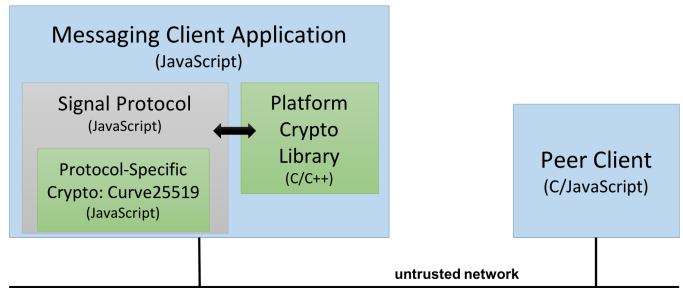 Messaging Client Application
(JavaScript)
Signal Protocol
(JavaScript)
Protocol-Specific
Crypto: Curve25519
(JavaScript)
Platform
Crypto
Library
(C/C++)
Peer Client
(C/JavaScript)
untrusted network